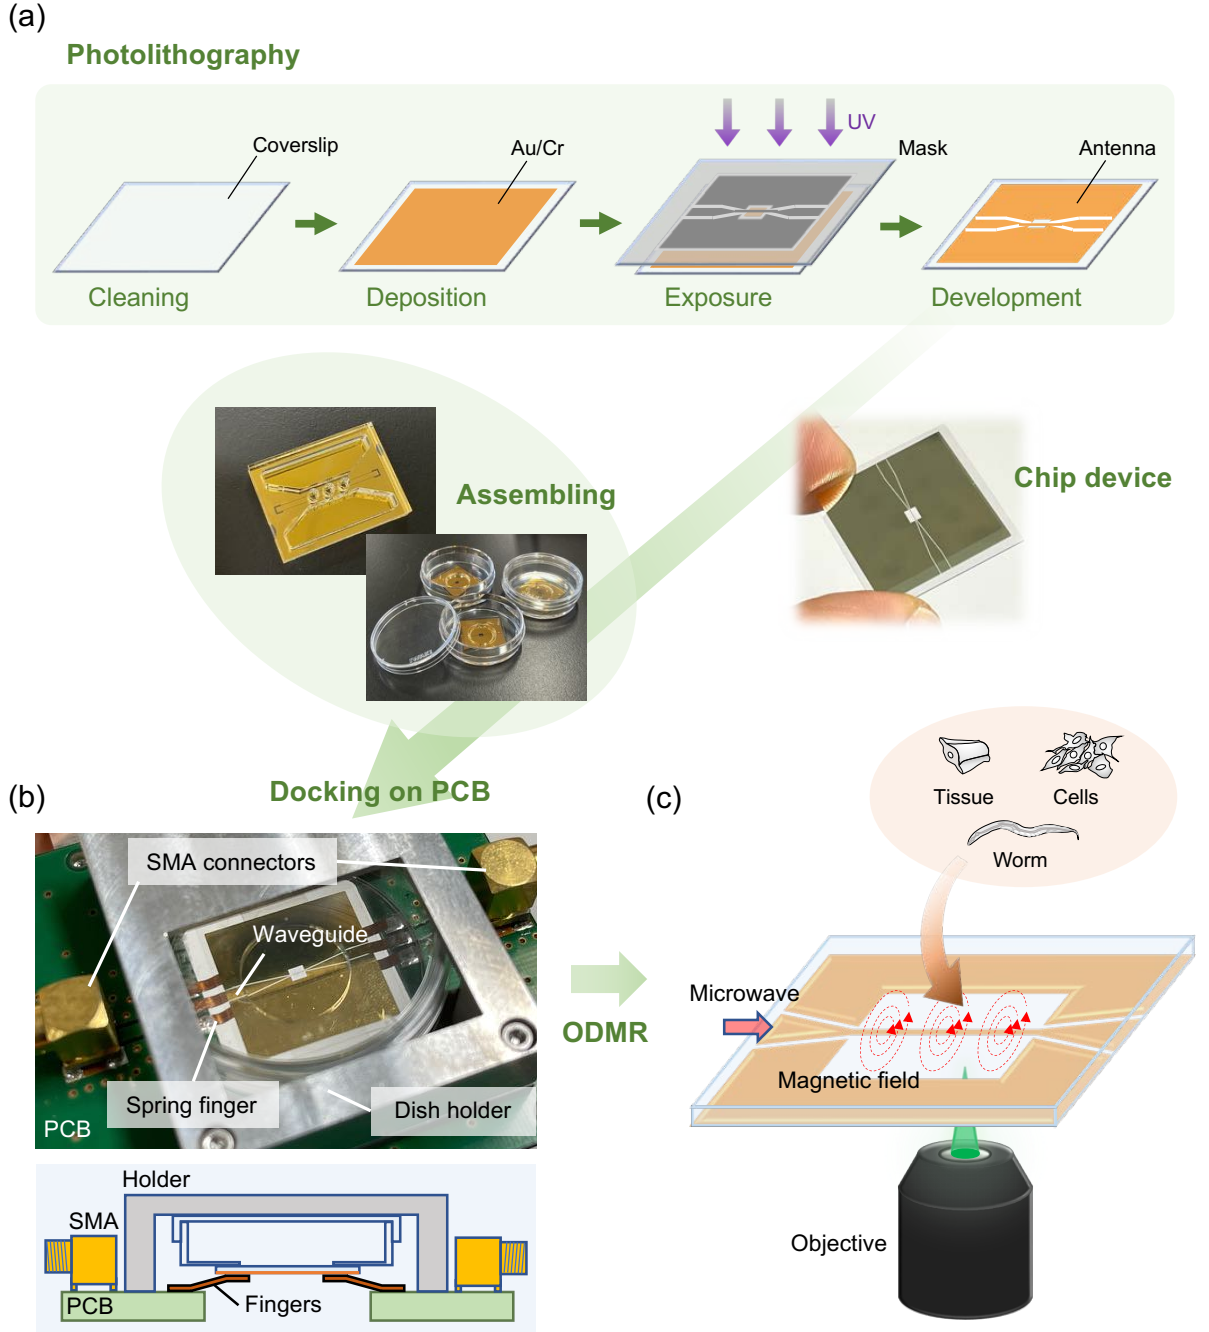 (a)
Photolithography
Coverslip
Au/Cr
UV
Mask
Antenna
Cleaning
Deposition
Exposure
Development
Assembling
Chip device
(b)
Docking on PCB
SMA connectors
Waveguide
Spring finger
Dish holder
PCB
Holder
SMA
PCB
Fingers
ODMR
(c)
Tissue
Cells
Worm
Microwave
Magnetic field
Objective